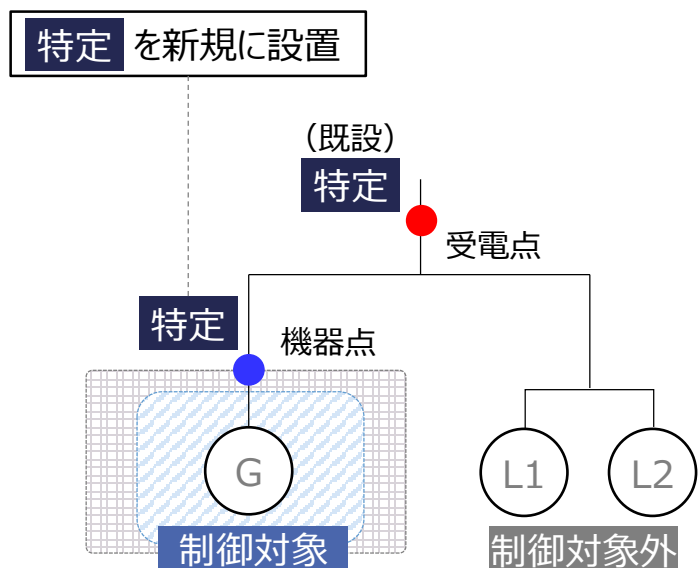 特定 を新規に設置
（既設）
特定
受電点
特定
機器点
G
L1
L2
制御対象
制御対象外